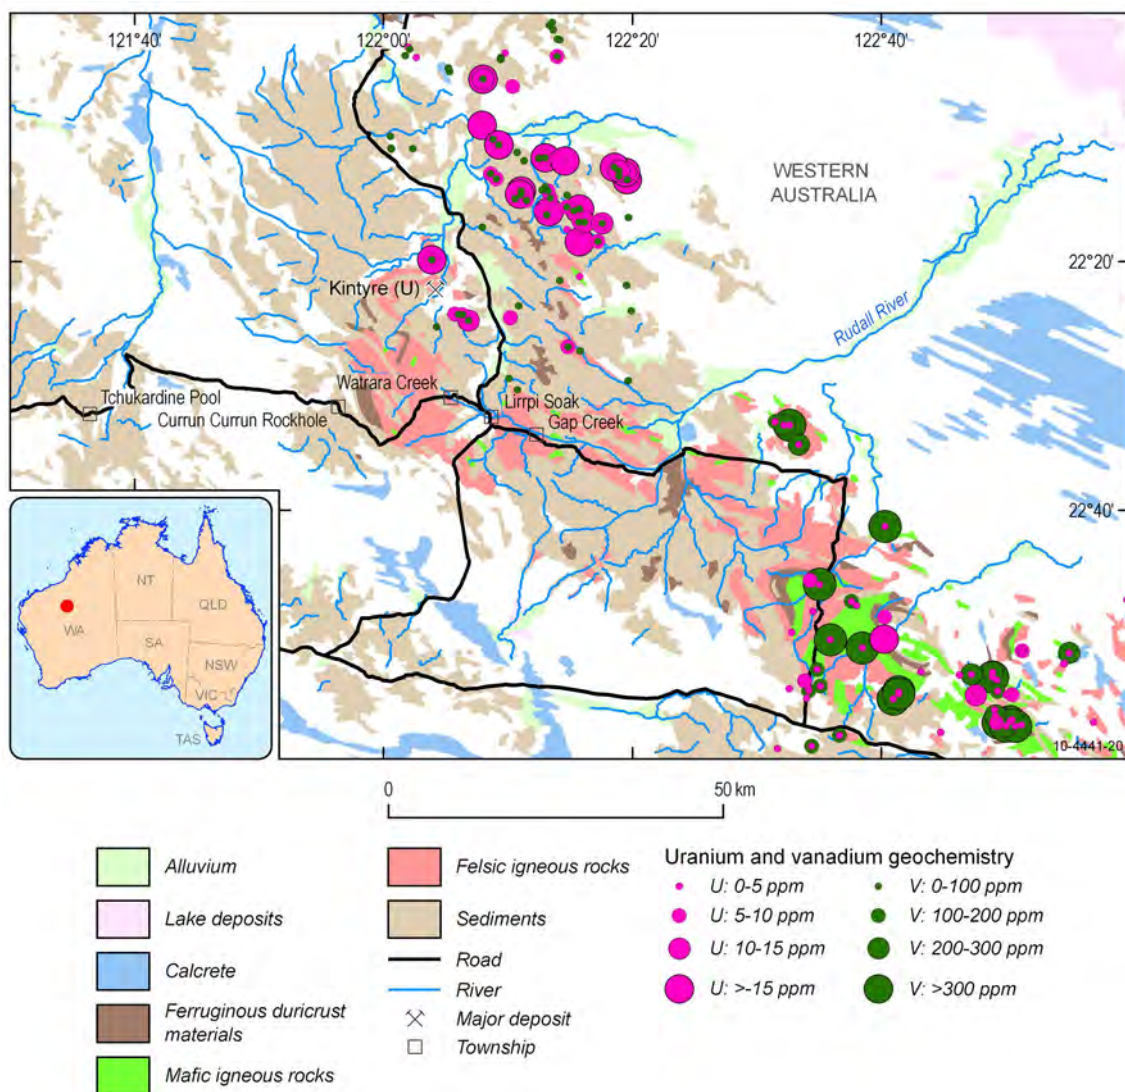 121°40'
122°00'
122°20'
122°40'
WESTERN
AUSTRALIA
22°20'
Kintyre (U)
Rudall River
Watrara Creek
Tchukardine Pool
Lirrpi Soak
Currun Currun Rockhole
Gap Creek
22°40'
NT
QLD
WA
SA
NSW
VIC
TAS
10-4441-20
0
50 km
Alluvium
Lake deposits
Calcrete
Ferruginous duricrust
materials
Mafic igneous rocks
Felsic igneous rocks
Sediments
Road
River
Major deposit
Township
Uranium and vanadium geochemistry
U: 0-5 ppm
V: 0-100 ppm
U: 5-10 ppm
V: 100-200 ppm
U: 10-15 ppm
V: 200-300 ppm
U: >-15 ppm
V: >300 ppm